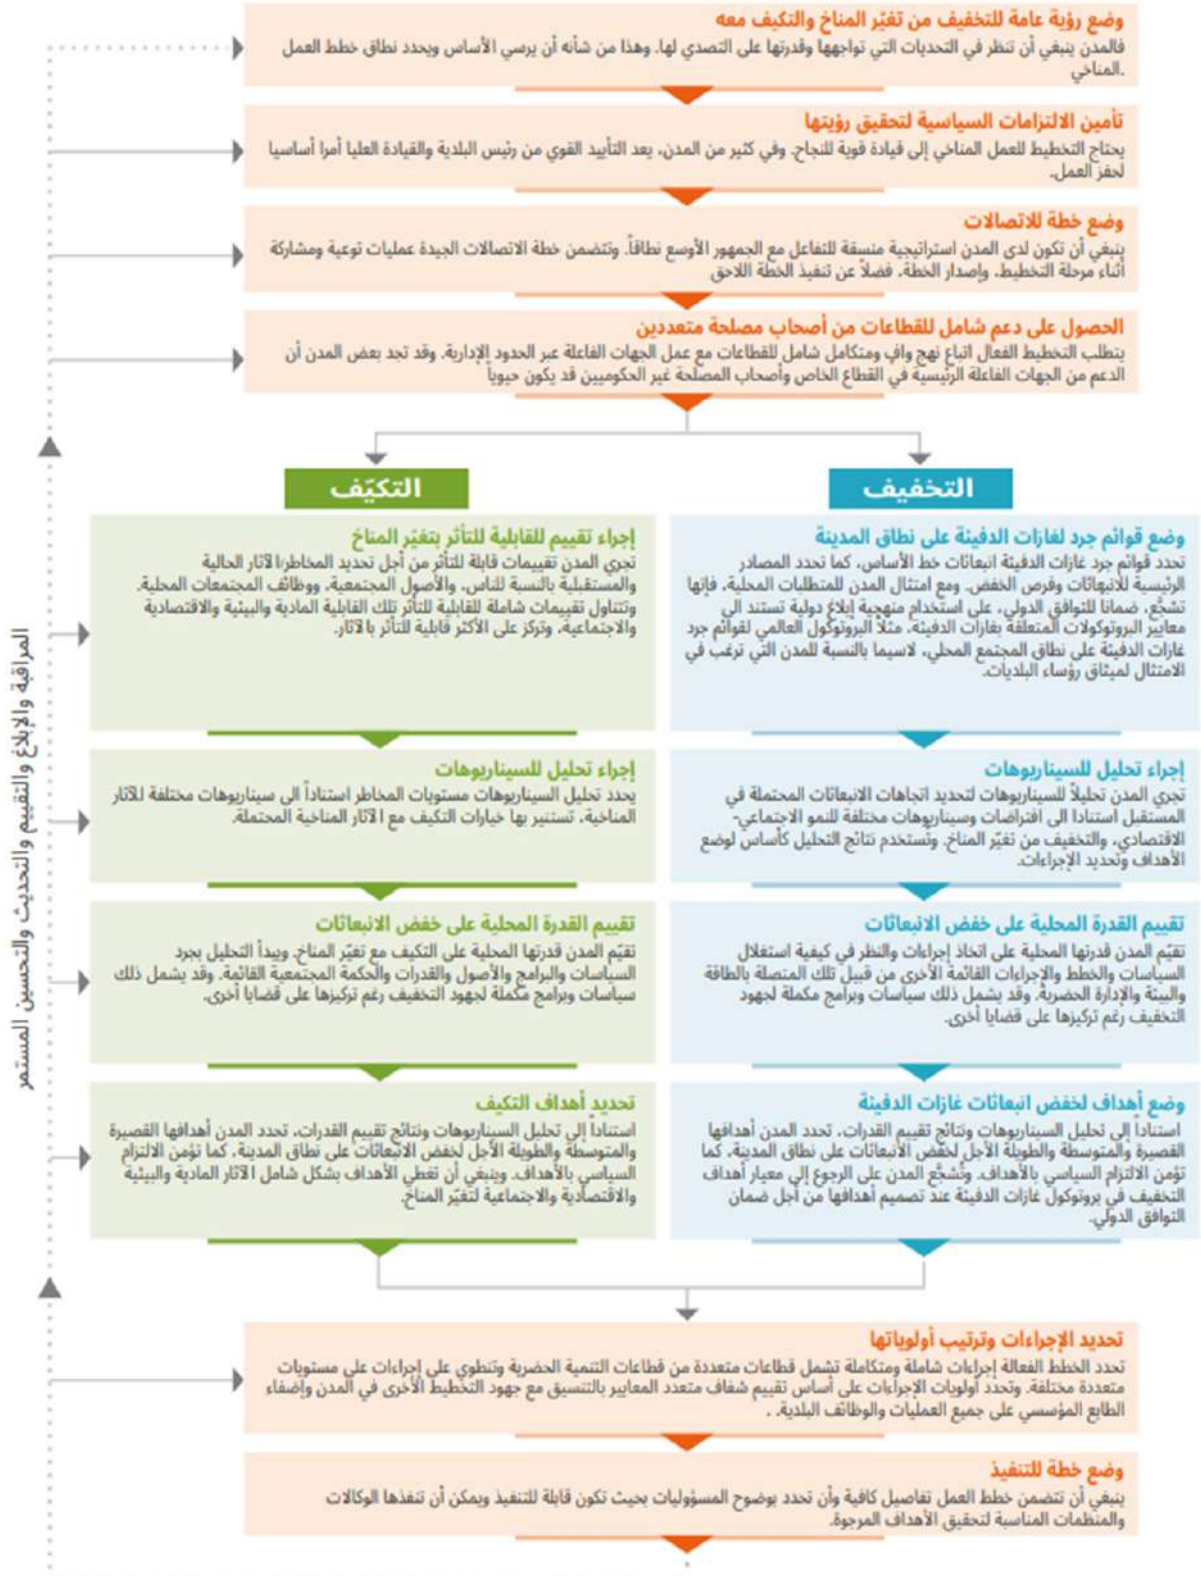 وضع رؤية عامة للتخفيف من تغيّر المناخ والتكيف معه
فالمدن ينبغي أن تنظر في التحديات التي تواجهها وقدرتها على التصدي لها. وهذا من شأنه أن يرسي الأساس ويحدد نطاق خطط العمل
المناخي.
تأمين الالتزامات السياسية لتحقيق رؤيتها
يحتاج التخطيط للعمل المناخي إلى قيادة قوية للنجاح. وفي كثير من المدن، يعد التأييد القوي من رئيس البلدية والقيادة العليا أمرا أساسيا
لحفز العمل.
وضع خطة للاتصالات
ينبغي أن تكون لدى المدن استراتيجية منسقة للتفاعل مع الجمهور الأوسع نطاقاً. وتتضمن خطة الاتصالات الجيدة عمليات توعية ومشاركة
أثناء مرحلة التخطيط، وإصدار الخطة، فضلاً عن تنفيذ الخطة اللاحق
الحصول على دعم شامل للقطاعات من أصحاب مصلحة متعددين
يتطلب التخطيط الفعال اتباع نهج وافٍ ومتكامل شامل للقطاعات مع عمل الجهات الفاعلة عبر الحدود الإدارية. وقد تجد بعض المدن أن
الدعم من الجهات الفاعلة الرئيسية في القطاع الخاص وأصحاب المصلحة غير الحكوميين قد يكون حيوياً
التخفيف
وضع قوائم جرد لغازات الدفيئة على نطاق المدينة
تحدد قوائم جرد غازات الدفيئة انبعاثات خط الأساس، كما تحدد المصادر
الرئيسية للانبعاثات وفرص الخفض. ومع امتثال المدن للمتطلبات المحلية، فإنها
تشجَّع، ضمانا للتوافق الدولي، على استخدام منهجية إبلاغ دولية تستند الى
معايير البروتوكولات المتعلقة بغازات الدفيئة، مثلاً البروتوكول العالمي لقوائم جرد
غازات الدفيئة على نطاق المجتمع المحلي، لاسيما بالنسبة للمدن التي ترغب في
الامتثال لميثاق رؤساء البلديات.
إجراء تحليل للسيناريوهات
تجري المدن تحليلاً للسيناريوهات لتحديد اتجاهات الانبعاثات المحتملة في
المستقبل استنادا الى افتراضات وسيناريوهات مختلفة للنمو الاجتماعي-
الاقتصادي، والتخفيف من تغيّر المناخ. وتُستخدم نتائج التحليل كأساس لوضع
الأهداف وتحديد الإجراءات.
تقييم القدرة المحلية على خفض الانبعاثات
تقيّم المدن قدرتها المحلية على اتخاذ إجراءات والنظر في كيفية استغلال
السياسات والخطط والإجراءات القائمة الأخرى من قبيل تلك المتصلة بالطاقة
والبيئة والإدارة الحضرية. وقد يشمل ذلك سياسات وبرامج مكملة لجهود
التخفيف رغم تركيزها على قضايا أخرى.
وضع أهداف لخفض انبعاثات غازات الدفيئة
استناداً إلى تحليل السيناريوهات ونتائج تقييم القدرات، تحدد المدن أهدافها
القصيرة والمتوسطة والطويلة الأجل لخفض الانبعاثات على نطاق المدينة، كما
تؤمن الالتزام السياسي بالأهداف. وتُشجَّع المدن على الرجوع إلى معيار أهداف
التخفيف في بروتوكول غازات الدفيئة عند تصميم أهدافها من أجل ضمان
التوافق الدولي.
التكيّف
إجراء تقييم للقابلية للتأثر بتغيّر المناخ
تجري المدن تقييمات قابلة للتأثر من أجل تحديد المخاطر/الآثار الحالية
والمستقبلية بالنسبة للناس، والأصول المجتمعية، ووظائف المجتمعات المحلية.
وتتناول تقييمات شاملة للقابلية للتأثر تلك القابلية المادية والبيئية والاقتصادية
والاجتماعية، وتركز على الأكثر قابلية للتأثر بالآثار.
إجراء تحليل للسيناريوهات
يحدد تحليل السيناريوهات مستويات المخاطر استناداً الى سيناريوهات مختلفة للآثار
المناخية، تستنير بها خيارات التكيف مع الآثار المناخية المحتملة.
تقييم القدرة المحلية على خفض الانبعاثات
تقيّم المدن قدرتها المحلية على التكيف مع تغيّر المناخ. ويبدأ التحليل بجرد
السياسات والبرامج والأصول والقدرات والحكمة المجتمعية القائمة. وقد يشمل ذلك
سياسات وبرامج مكملة لجهود التخفيف رغم تركيزها على قضايا أخرى.
تحديد أهداف التكيف
استناداً إلى تحليل السيناريوهات ونتائج تقييم القدرات، تحدد المدن أهدافها القصيرة
والمتوسطة والطويلة الأجل لخفض الانبعاثات على نطاق المدينة، كما تؤمن الالتزام
السياسي بالأهداف. وينبغي أن تغطي الأهداف بشكل شامل الآثار المادية والبيئية
والاقتصادية والاجتماعية لتغيّر المناخ.
تحديد الإجراءات وترتيب أولوياتها
تحدد الخطط الفعالة إجراءات شاملة ومتكاملة تشمل قطاعات متعددة من قطاعات التنمية الحضرية وتنطوي على إجراءات على مستويات
متعددة مختلفة. وتحدد أولويات الإجراءات على أساس تقييم شفاف متعدد المعايير بالتنسيق مع جهود التخطيط الأخرى في المدن وإضفاء
الطابع المؤسسي على جميع العمليات والوظائف البلدية. .
وضع خطة للتنفيذ
ينبغي أن تتضمن خطط العمل تفاصيل كافية وأن تحدد بوضوح المسؤوليات بحيث تكون قابلة للتنفيذ ويمكن أن تنفذها الوكالات
والمنظمات المناسبة لتحقيق الأهداف المرجوة.
المراقبة والإبلاغ والتقييم والتحديث والتحسين المستمر